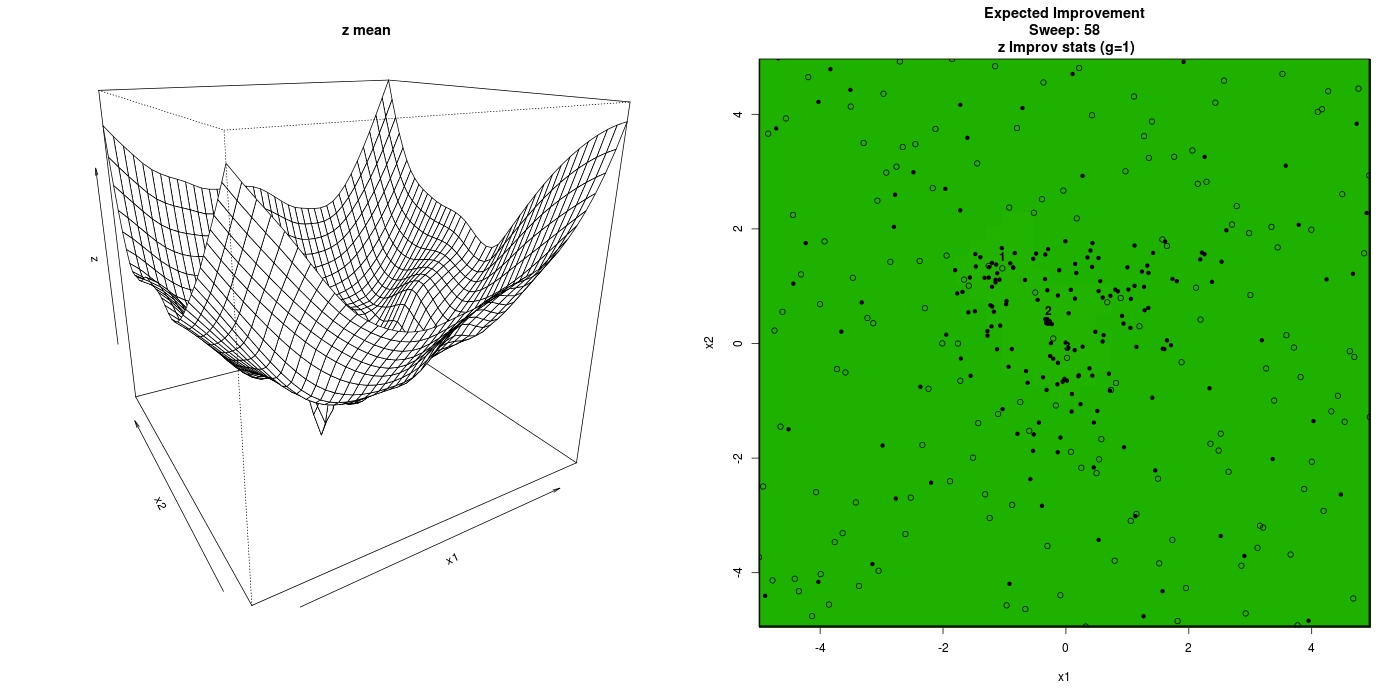 z mean
z
x2
x1
Expected Improvement
Sweep: 58
z Improv stats (g=1)
x2
4
2
0
-2
-4
1
2
-4
-2
0
2
4
x1